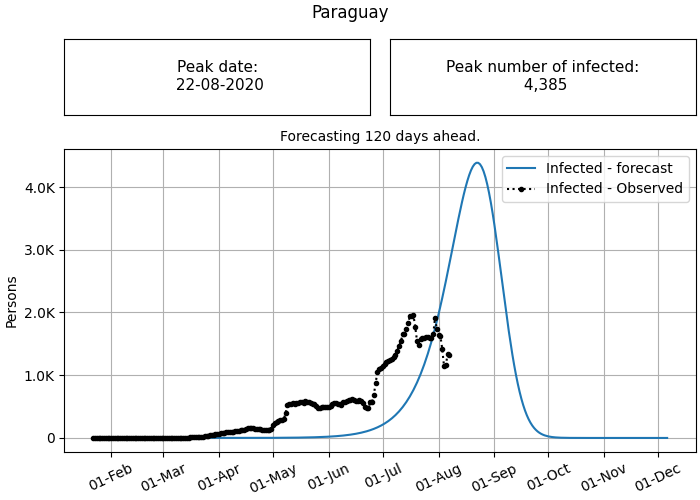 Paraguay
Peak date:
22-08-2020
Peak number of infected:
4,385
Forecasting 120 days ahead.
Infected - forecast
Infected - Observed
Persons
4.0K
3.0K
2.0K
1.0K
0
01-Feb
01-Mar
01-Apr
01-May
01-Jun
01-Jul
01-Aug
01-Sep
01-Oct
01-Nov
01-Dec